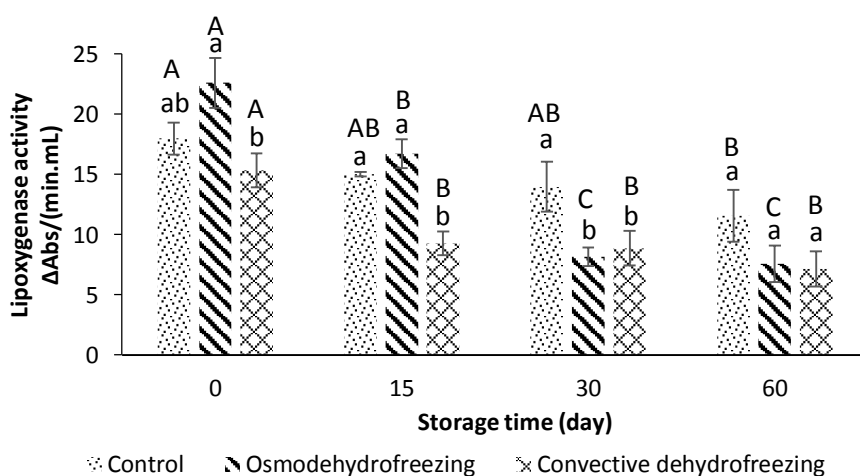 Lipoxygenase activity
ΔAbs/(min.mL)
25
20
15
10
5
0
A
ab
A
a
A
b
AB
a
B
a
B
b
AB
a
C
b
B
b
B
a
C
a
B
a
0 15 30 60
Storage time (day)
Control Osmodehydrofreezing Convective dehydrofreezing